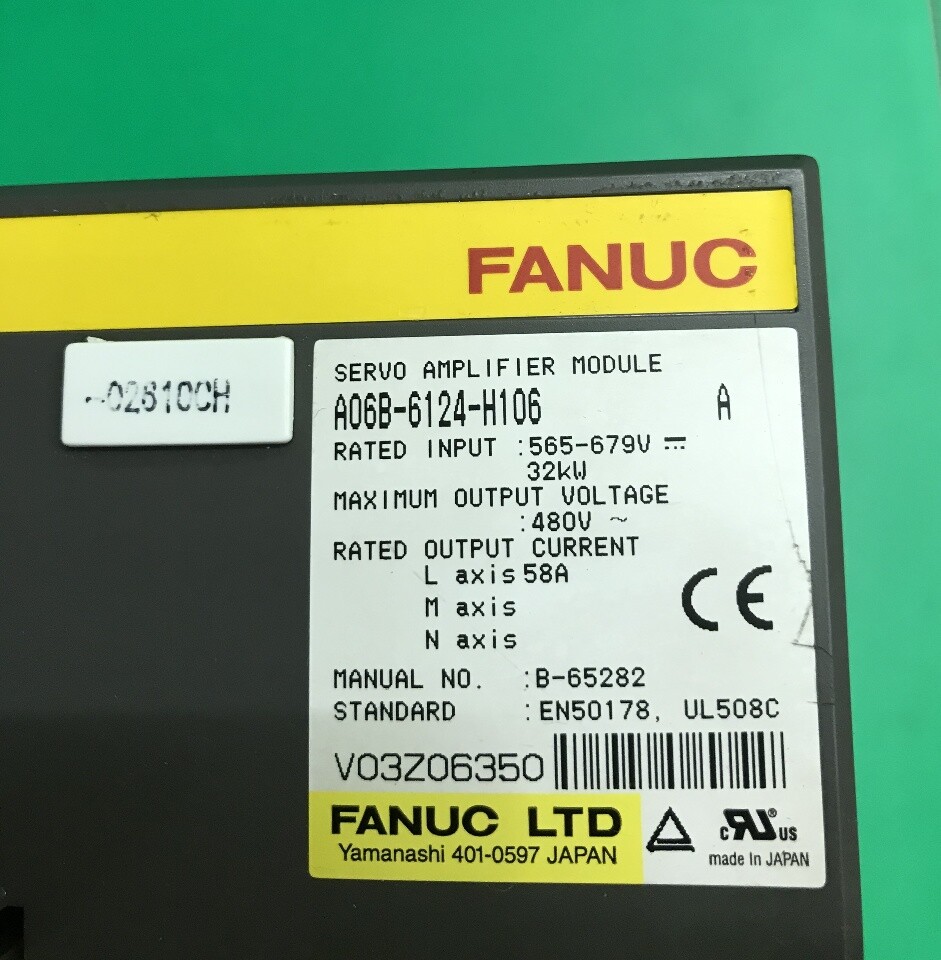 FANUC
~02610CH
SERVO AMPLIFIER MODULE
A06B-6124-H106 A
RATED INPUT :565-679V ⎓
32kW
MAXIMUM OUTPUT VOLTAGE
:480V ~
RATED OUTPUT CURRENT
L axis 58A
M axis
N axis
CE
MANUAL NO. :B-65282
STANDARD :EN50178, UL508C
V03Z06350
FANUC LTD
Yamanashi 401-0597 JAPAN
c RU® US
made In JAPAN